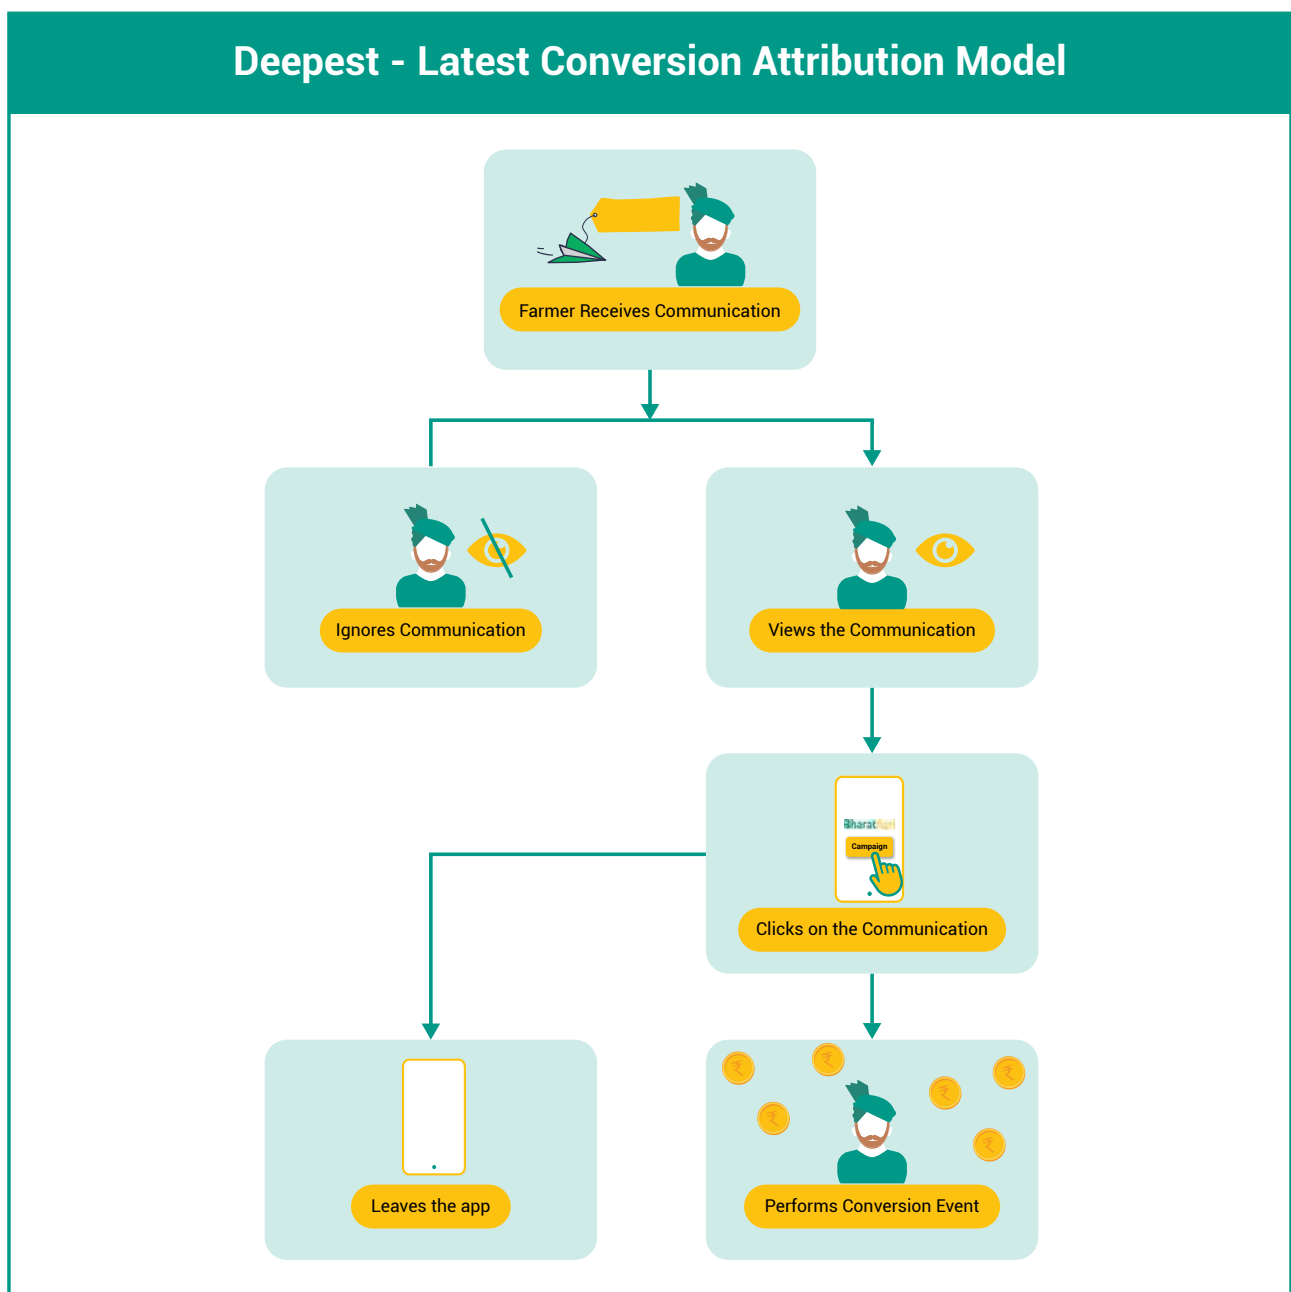 Deepest - Latest Conversion Attribution Model
Farmer Receives Communication
Ignores Communication
Views the Communication
BharatAgri
Campaign
Clicks on the Communication
Leaves the app
Performs Conversion Event